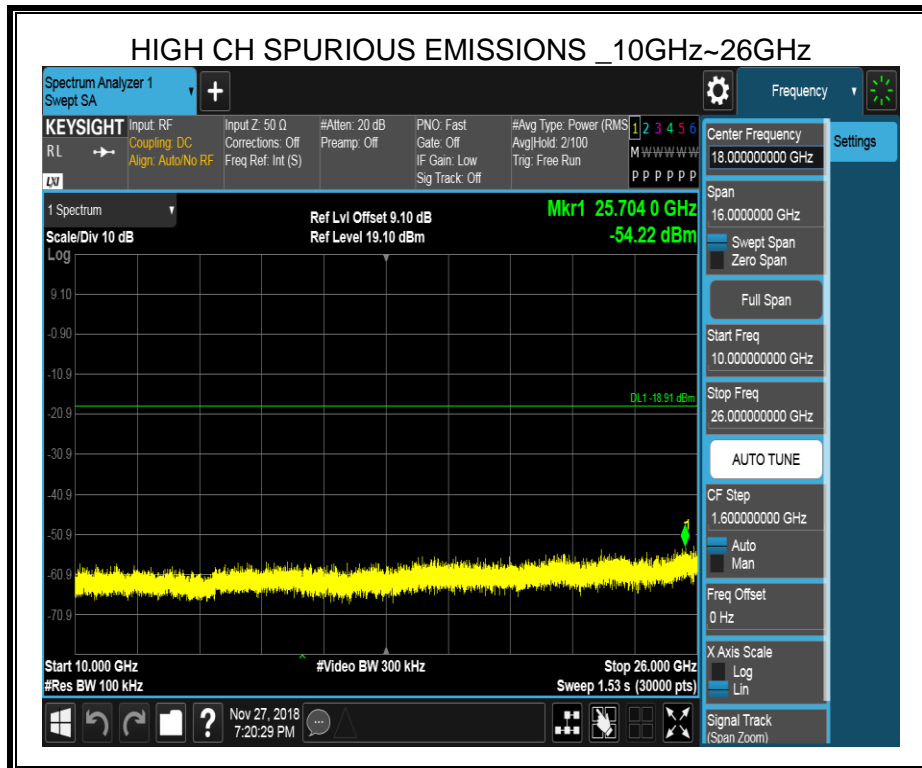 HIGH CH SPURIOUS EMISSIONS _10GHz~26GHz
Spectrum Analyzer 1
Swept SA
+
Frequency
KEYSIGHT
RL
LXI
Input: RF
Coupling: DC
Align: Auto/No RF
Input Z: 50 Ω
Corrections: Off
Freq Ref: Int (S)
#Atten: 20 dB
Preamp: Off
PNO: Fast
Gate: Off
IF Gain: Low
Sig Track: Off
#Avg Type: Power (RMS
Avg|Hold: 2/100
Trig: Free Run
1 2 3 4 5 6
M W W W W W
P P P P P P
1 Spectrum
Scale/Div 10 dB
Log
Ref Lvl Offset 9.10 dB
Ref Level 19.10 dBm
Mkr1 25.704 0 GHz
-54.22 dBm
9.10
-0.90
-10.9
-20.9
-30.9
-40.9
-50.9
-60.9
-70.9
DL1 -18.91 dBm
1
Start 10.000 GHz
#Res BW 100 kHz
#Video BW 300 kHz
Stop 26.000 GHz
Sweep 1.53 s (30000 pts)
?
Nov 27, 2018
7:20:29 PM
Center Frequency
18.000000000 GHz
Settings
Span
16.0000000 GHz
Swept Span
Zero Span
Full Span
Start Freq
10.000000000 GHz
Stop Freq
26.000000000 GHz
AUTO TUNE
CF Step
1.600000000 GHz
Auto
Man
Freq Offset
0 Hz
X Axis Scale
Log
Lin
Signal Track
(Span Zoom)